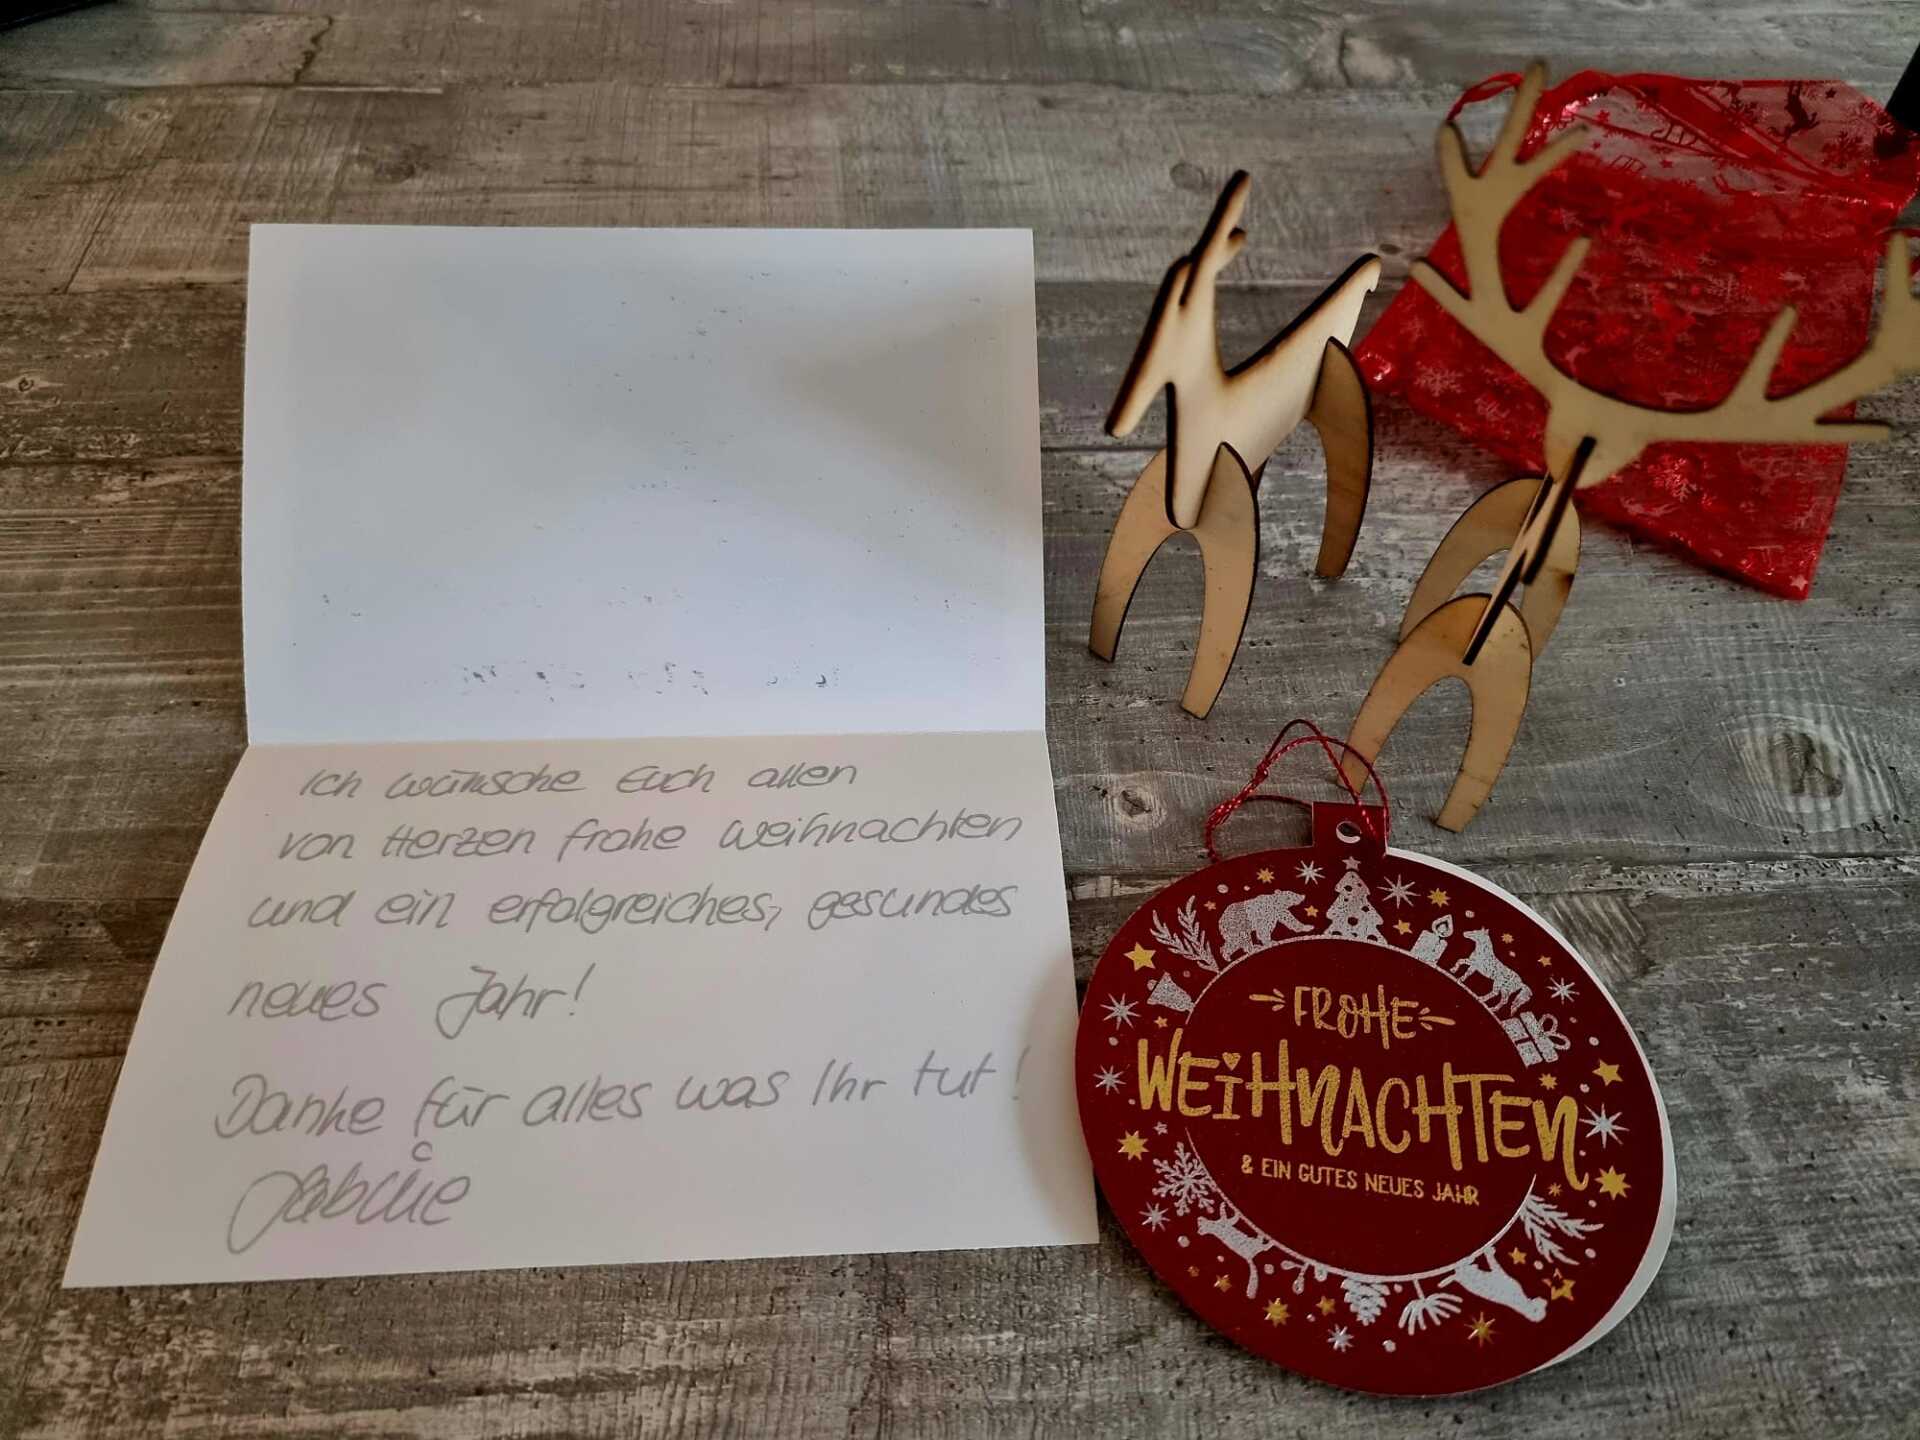 Ich wünsche Euch allen
von Herzen frohe Weihnachten
und ein erfolgreiches, gesundes
neues Jahr!
Danke für alles was Ihr tut!
Sabine
FROHE
WEIHNACHTEN
& EIN GUTES NEUES JAHR